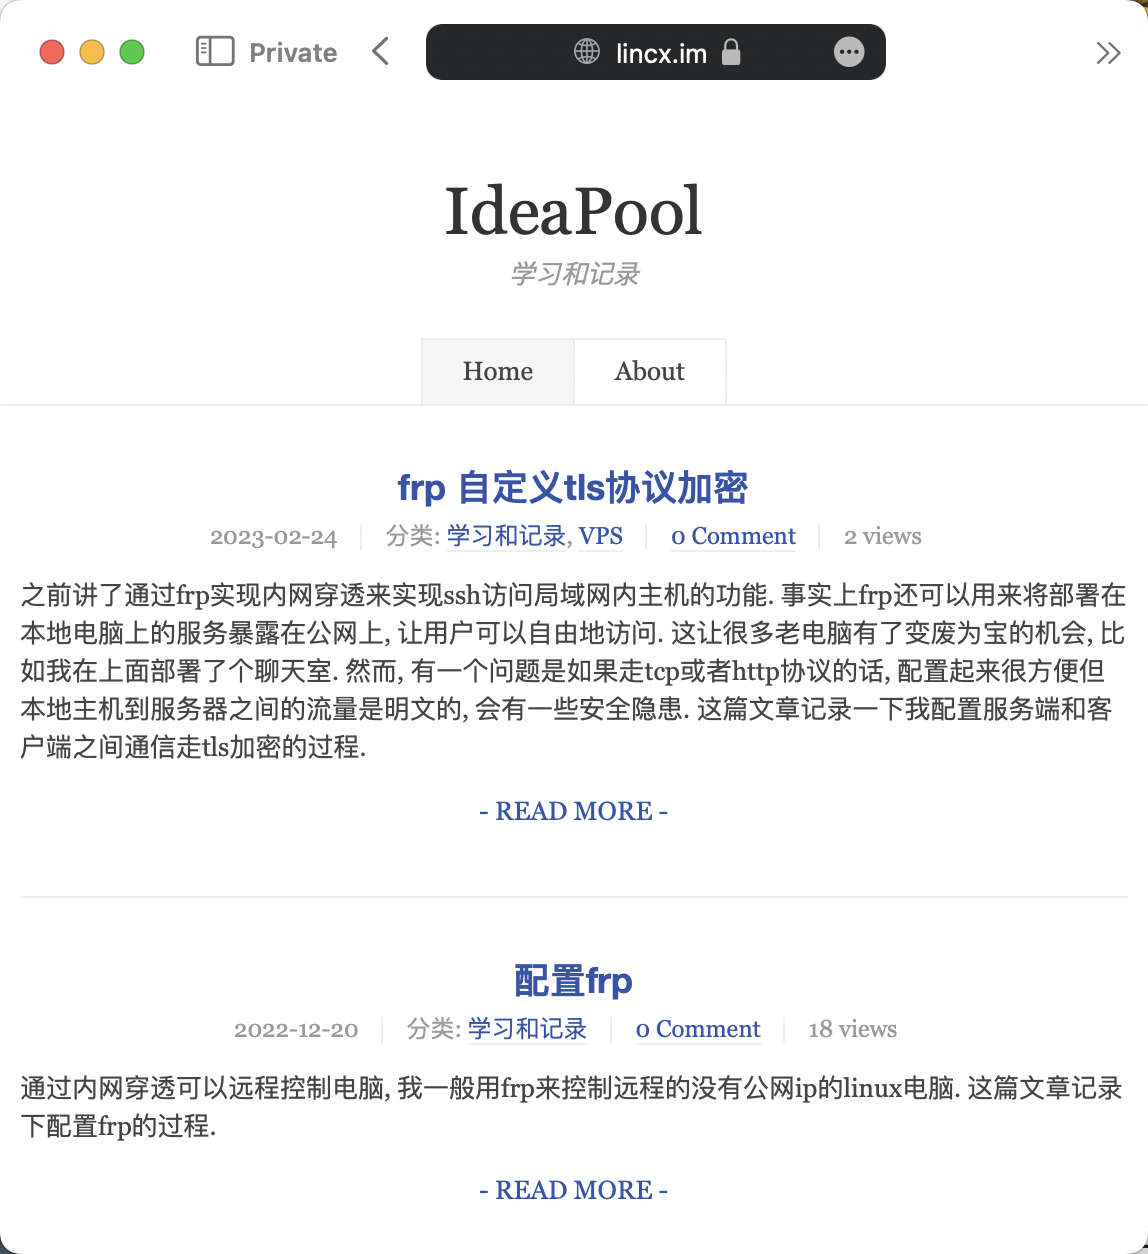 Private
lincx.im
IdeaPool
学习和记录
Home About
frp 自定义tls协议加密
2023-02-24 分类: 学习和记录, VPS 0 Comment 2 views
之前讲了通过frp实现内网穿透来实现ssh访问局域网内主机的功能. 事实上frp还可以用来将部署在
本地电脑上的服务暴露在公网上, 让用户可以自由地访问. 这让很多老电脑有了变废为宝的机会, 比
如我在上面部署了个聊天室. 然而, 有一个问题是如果走tcp或者http协议的话, 配置起来很方便但
本地主机到服务器之间的流量是明文的, 会有一些安全隐患. 这篇文章记录一下我配置服务端和客
户端之间通信走tls加密的过程.
- READ MORE -
配置frp
2022-12-20 分类: 学习和记录 0 Comment 18 views
通过内网穿透可以远程控制电脑, 我一般用frp来控制远程的没有公网ip的linux电脑. 这篇文章记录
下配置frp的过程.
- READ MORE -